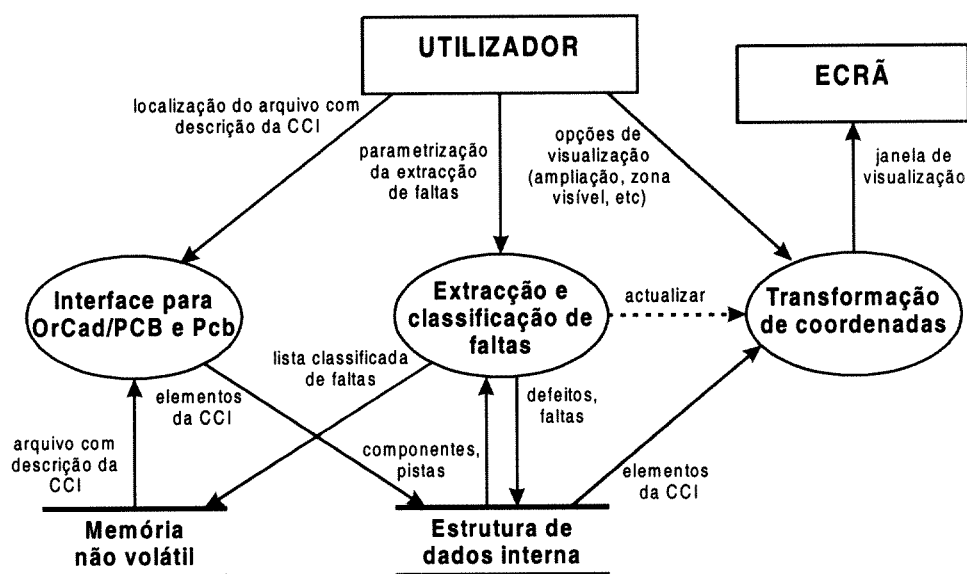 UTILIZADOR
ECRÃ
localização do arquivo com
descrição da CCI
parametrização
da extracção
de faltas
opções de
visualização
(ampliação, zona
visível, etc)
janela de
visualização
Interface para
OrCad/PCB e Pcb
Extracção e
classificação de
faltas
actualizar
Transformação
de coordenadas
lista classificada
de faltas
elementos
da CCI
defeitos,
faltas
arquivo com
descrição da
CCI
componentes,
pistas
elementos
da CCI
Memória
não volátil
Estrutura de
dados interna